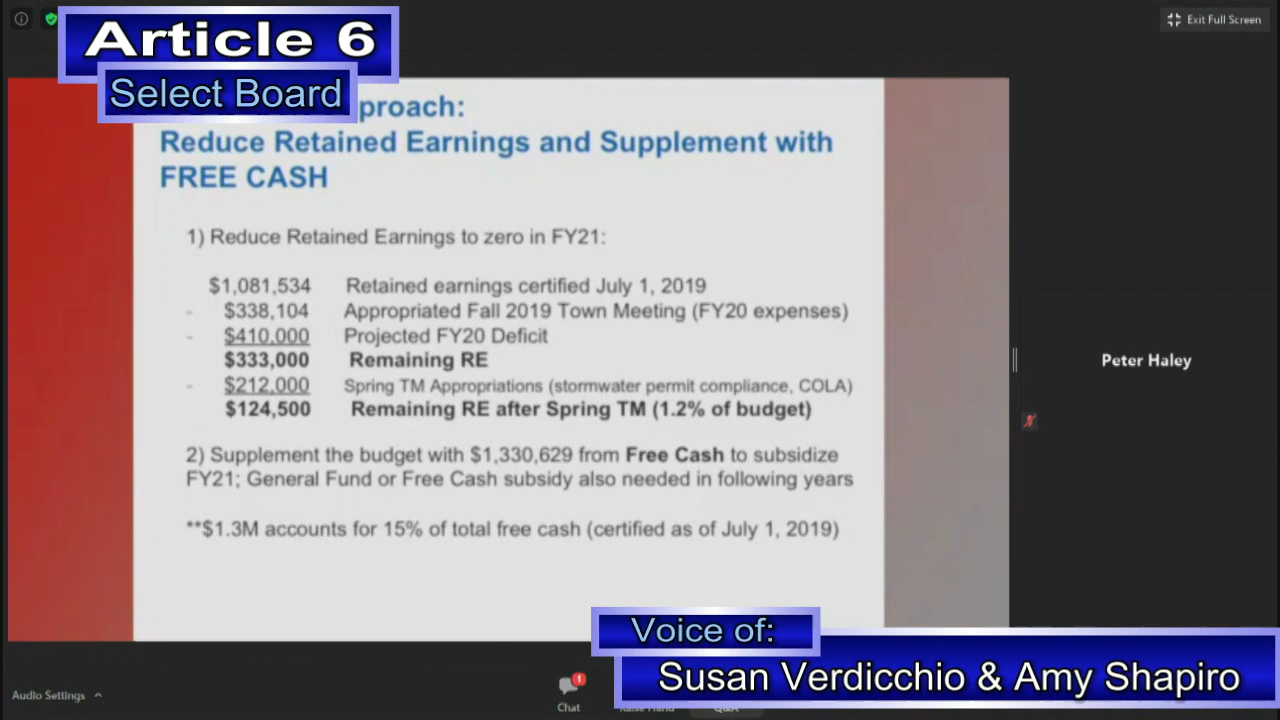 Exit Full Screen
Article 6
Select Board
proach:
Reduce Retained Earnings and Supplement with
FREE CASH
1) Reduce Retained Earnings to zero in FY21:
$1,081,534 Retained earnings certified July 1, 2019
- $338,104 Appropriated Fall 2019 Town Meeting (FY20 expenses)
- $410,000 Projected FY20 Deficit
$333,000 Remaining RE
- $212,000 Spring TM Appropriations (stormwater permit compliance, COLA)
$124,500 Remaining RE after Spring TM (1.2% of budget)
2) Supplement the budget with $1,330,629 from Free Cash to subsidize
FY21; General Fund or Free Cash subsidy also needed in following years
**$1.3M accounts for 15% of total free cash (certified as of July 1, 2019)
Peter Haley
Voice of:
Susan Verdicchio & Amy Shapiro
Audio Settings
1
Chat